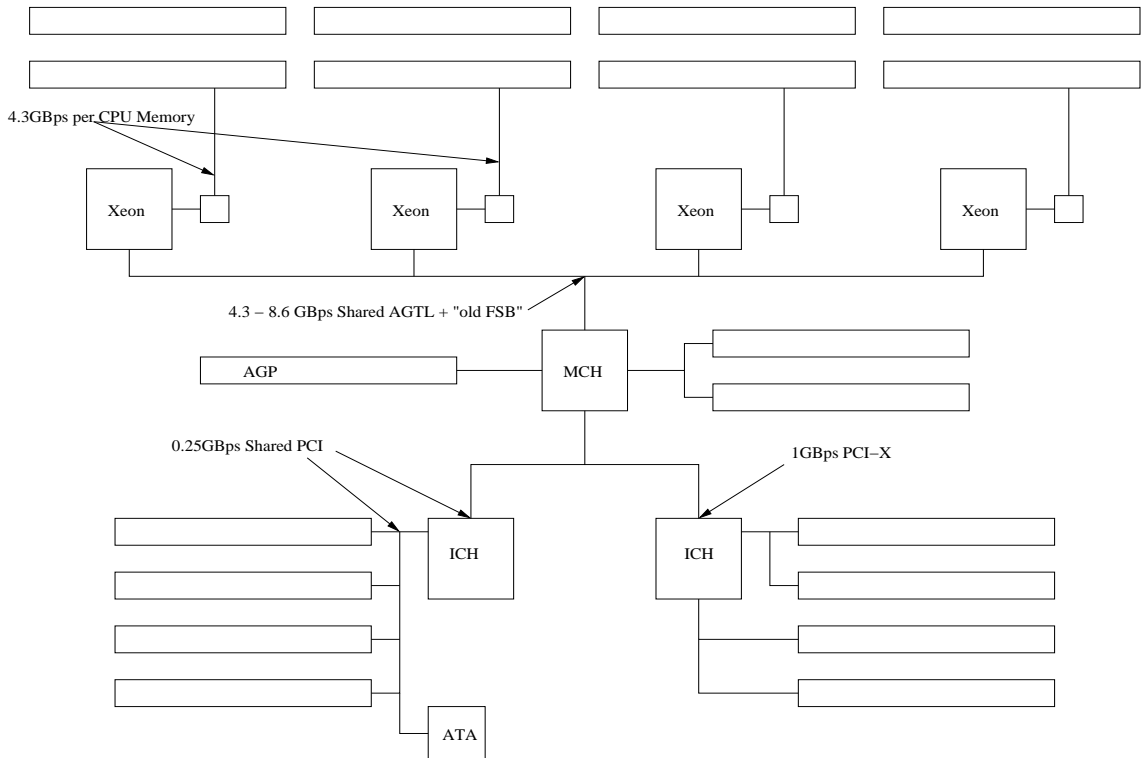 4.3GBps per CPU Memory
Xeon
Xeon
Xeon
Xeon
4.3 – 8.6 GBps Shared AGTL + "old FSB"
AGP
MCH
0.25GBps Shared PCI
1GBps PCI–X
ICH
ICH
ATA